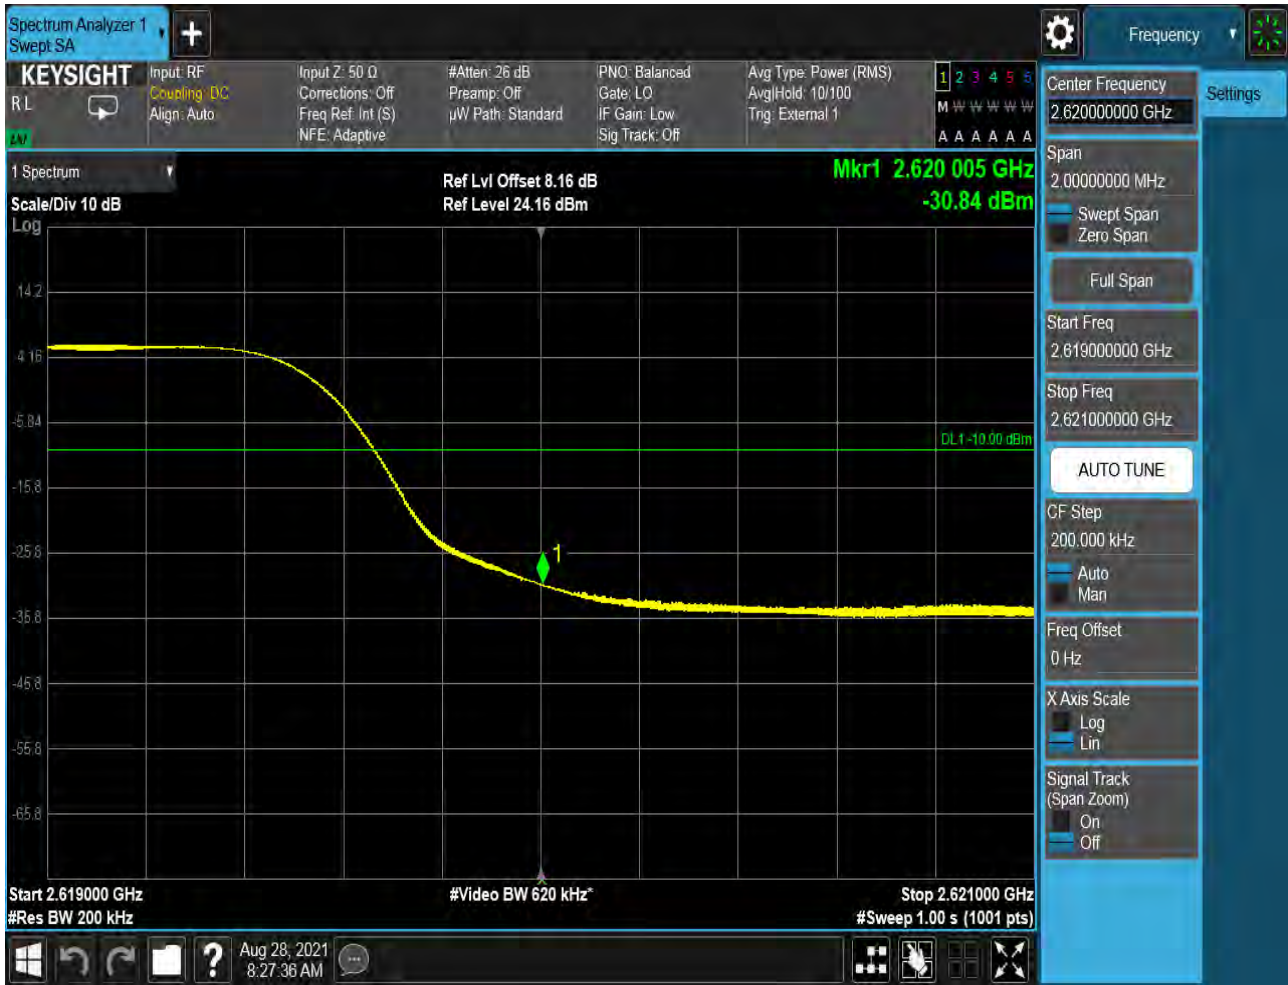 Spectrum Analyzer 1
Swept SA
+
Frequency
KEYSIGHT
R L
Input: RF
Coupling: DC
Align: Auto
Input Z: 50 Ω
Corrections: Off
Freq Ref: Int (S)
NFE: Adaptive
#Atten: 26 dB
Preamp: Off
µW Path: Standard
PNO: Balanced
Gate: LO
IF Gain: Low
Sig Track: Off
Avg Type: Power (RMS)
Avg|Hold: 10/100
Trig: External 1
1 2 3 4 5 6
M W W W W W
A A A A A A
1 Spectrum
Scale/Div 10 dB
Log
Ref Lvl Offset 8.16 dB
Ref Level 24.16 dBm
Mkr1 2.620 005 GHz
-30.84 dBm
14.2
4.16
-5.84
DL1 -10.00 dBm
-15.8
-25.8
1
-35.8
-45.8
-55.8
-65.8
Start 2.619000 GHz
#Res BW 200 kHz
#Video BW 620 kHz*
Stop 2.621000 GHz
#Sweep 1.00 s (1001 pts)
Center Frequency
2.620000000 GHz
Settings
Span
2.00000000 MHz
Swept Span
Zero Span
Full Span
Start Freq
2.619000000 GHz
Stop Freq
2.621000000 GHz
AUTO TUNE
CF Step
200.000 kHz
Auto
Man
Freq Offset
0 Hz
X Axis Scale
Log
Lin
Signal Track
(Span Zoom)
On
Off
?
Aug 28, 2021
8:27:36 AM